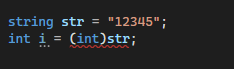 string str = "12345";
int i = (int)str;